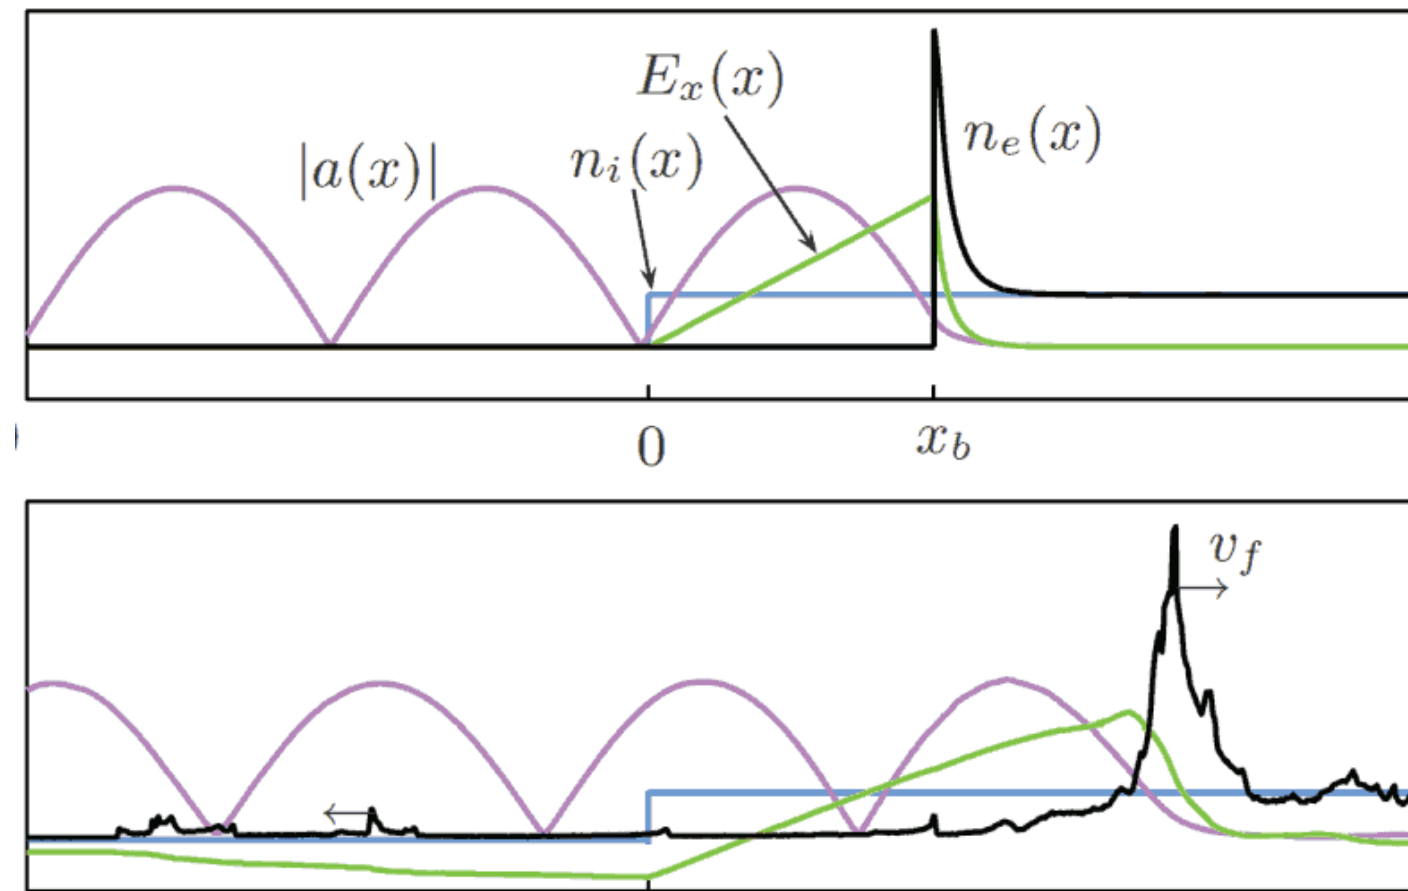 E_x(x)
|a(x)| n_i(x) n_e(x)
0 x_b
v_f